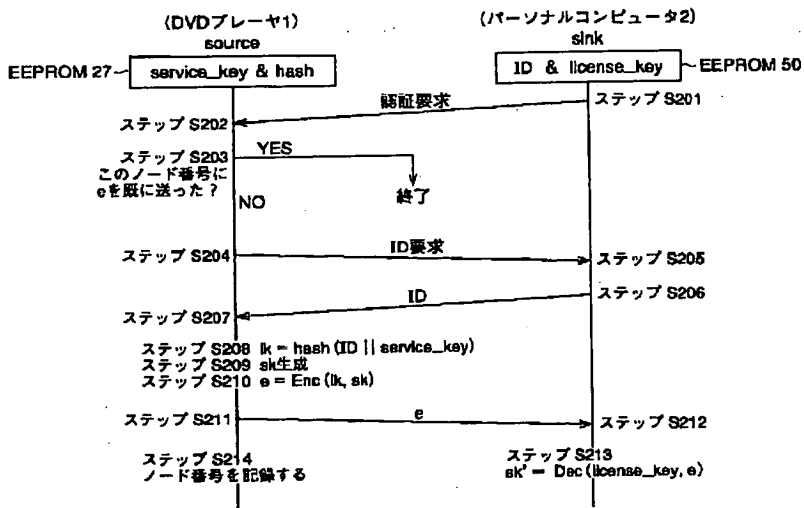 (DVDプレーヤ1)
source
(パーソナルコンピュータ2)
sink
EEPROM 27
service_key & hash
ID & license_key
EEPROM 50
認証要求
ステップ S201
ステップ S202
ステップ S203
YES
このノード番号に
eを既に送った?
終了
NO
ステップ S204
ID要求
ステップ S205
ID
ステップ S206
ステップ S207
ステップ S208 lk = hash (ID || service_key)
ステップ S209 sk生成
ステップ S210 e = Enc (lk, sk)
ステップ S211
e
ステップ S212
ステップ S214
ノード番号を記録する
ステップ S213
sk' = Dec (license_key, e)